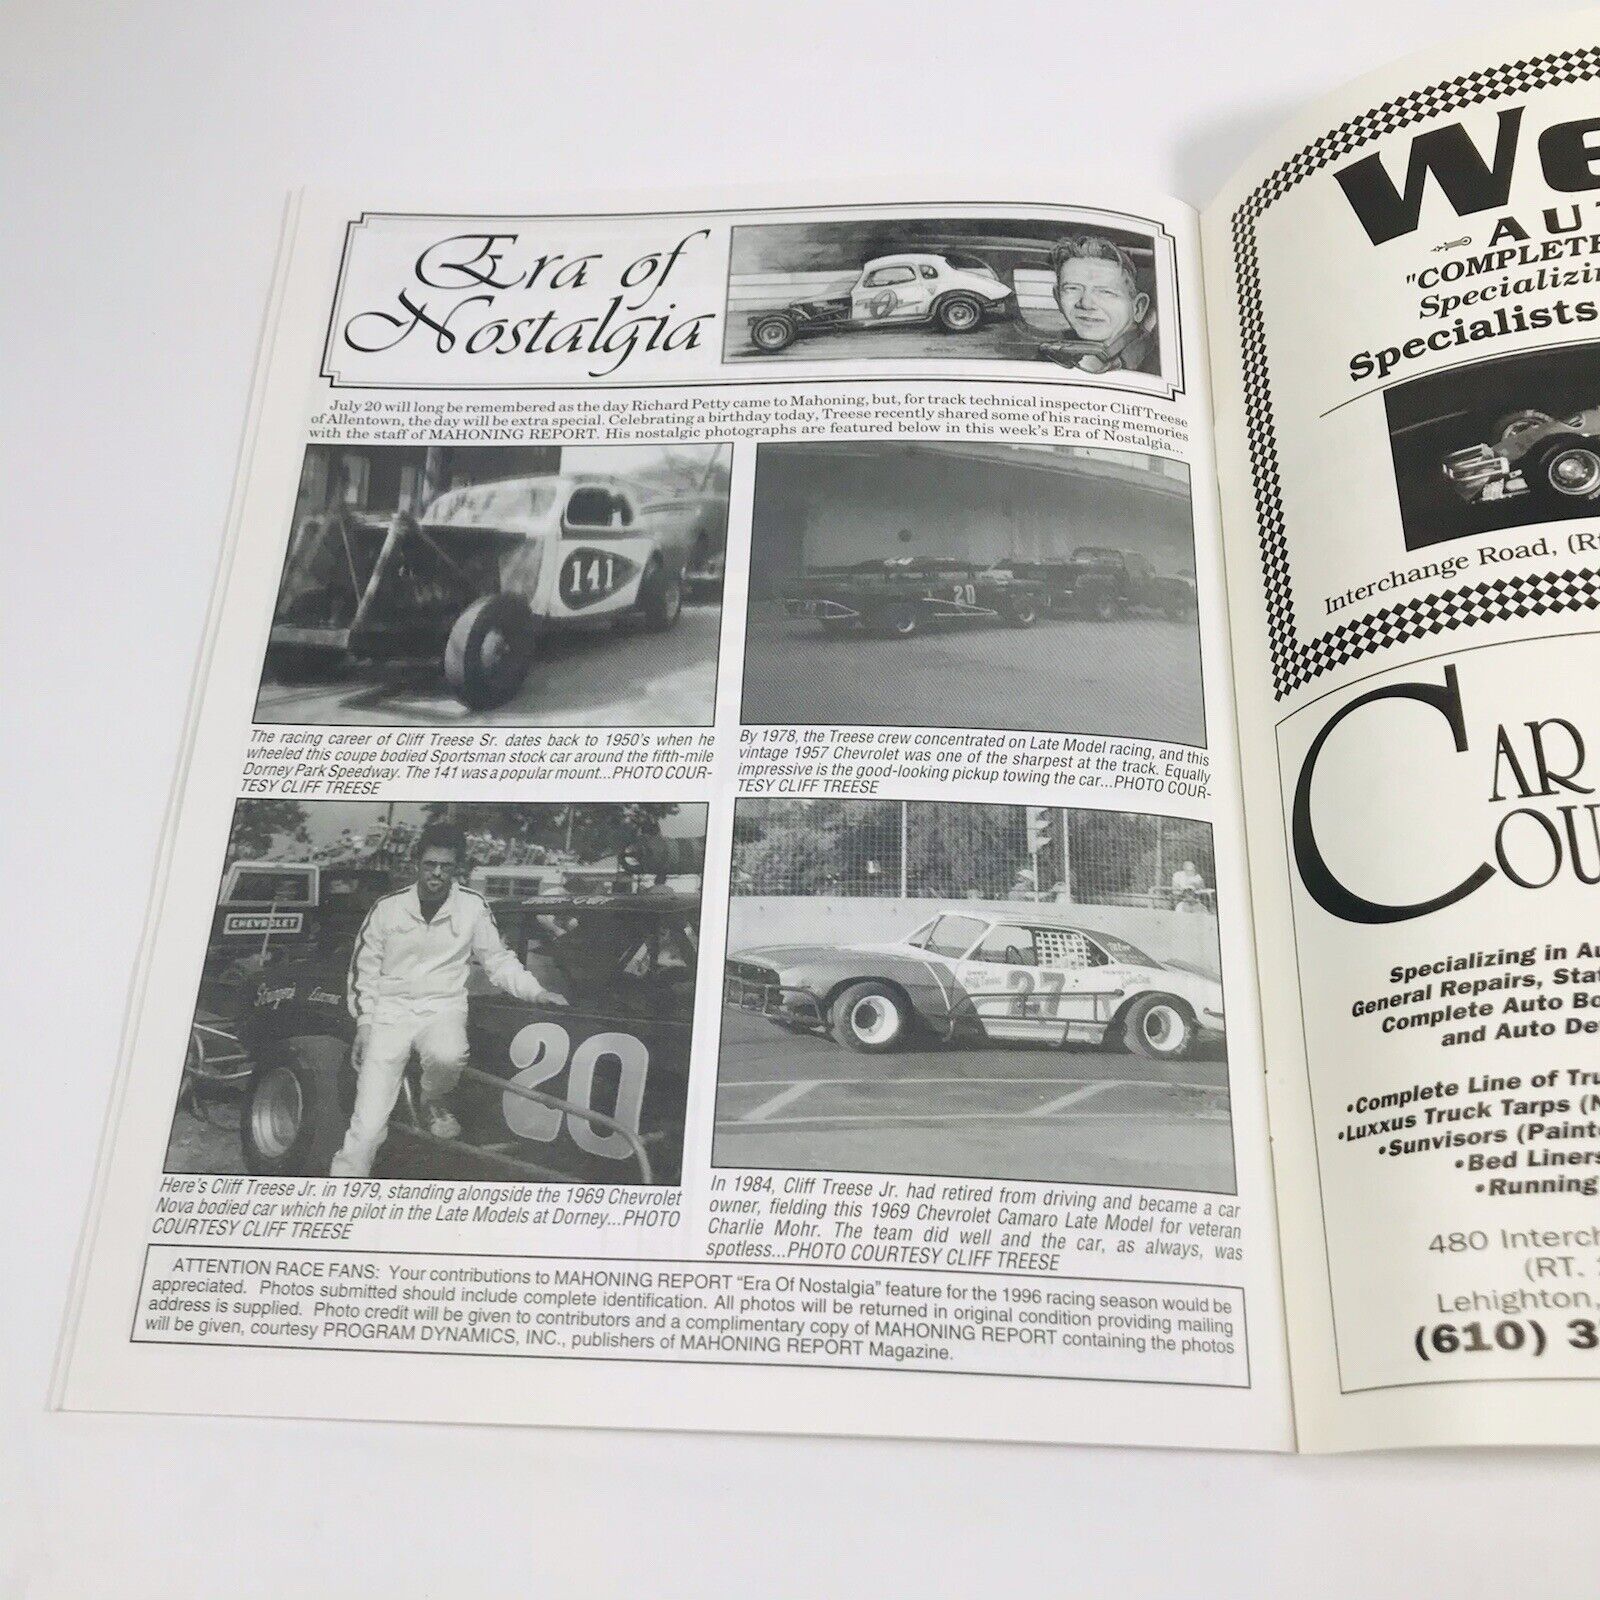 Era of
Nostalgia
July 20 will long be remembered as the day Richard Petty came to Mahoning, but, for track technical inspector Cliff Treese
of Allentown, the day will be extra special. Celebrating a birthday today, Treese recently shared some of his racing memories
with the staff of MAHONING REPORT. His nostalgic photographs are featured below in this week's Era of Nostalgia...
141
The racing career of Cliff Treese Sr. dates back to 1950's when he
wheeled this coupe bodied Sportsman stock car around the fifth-mile
Dorney Park Speedway. The 141 was a popular mount...PHOTO COUR-
TESY CLIFF TREESE
20
By 1978, the Treese crew concentrated on Late Model racing, and this
vintage 1957 Chevrolet was one of the sharpest at the track. Equally
impressive is the good-looking pickup towing the car...PHOTO COUR-
TESY CLIFF TREESE
CHEVROLET
20
Here's Cliff Treese Jr. in 1979, standing alongside the 1969 Chevrolet
Nova bodied car which he pilot in the Late Models at Dorney...PHOTO
COURTESY CLIFF TREESE
27
In 1984, Cliff Treese Jr. had retired from driving and became a car
owner, fielding this 1969 Chevrolet Camaro Late Model for veteran
Charlie Mohr. The team did well and the car, as always, was
spotless...PHOTO COURTESY CLIFF TREESE
ATTENTION RACE FANS: Your contributions to MAHONING REPORT "Era Of Nostalgia" feature for the 1996 racing season would be
appreciated. Photos submitted should include complete identification. All photos will be returned in original condition providing mailing
address is supplied. Photo credit will be given to contributors and a complimentary copy of MAHONING REPORT containing the photos
will be given, courtesy PROGRAM DYNAMICS, INC., publishers of MAHONING REPORT Magazine.
We
AU
"COMPLETE
Specializin
Specialists
Interchange Road, (Rt
CAR
COU
Specializing in Au
General Repairs, Stat
Complete Auto Bo
and Auto De
•Complete Line of Tru
•Luxxus Truck Tarps (N
•Sunvisors (Painte
•Bed Liners
•Running
480 Interch
(RT.
Lehighton,
(610) 3